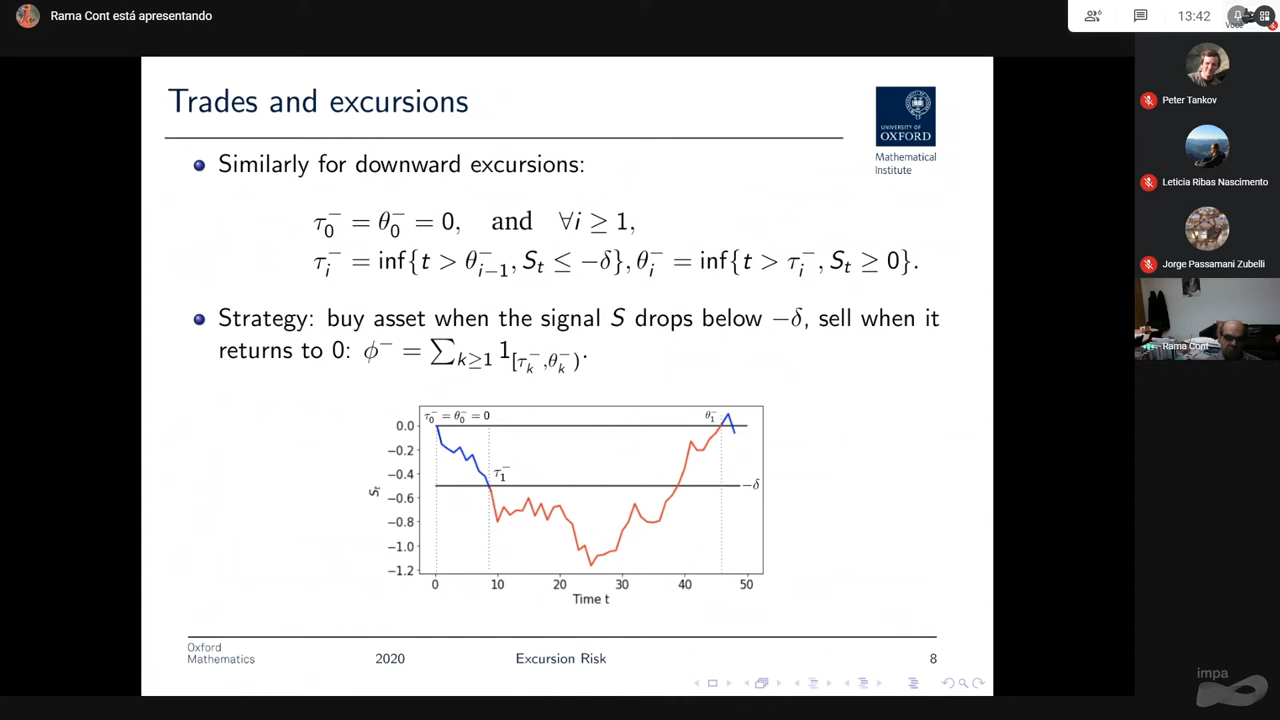 Rama Cont está apresentando
6
13:42
Você
Trades and excursions
UNIVERSITY OF
OXFORD
Mathematical
Institute
Similarly for downward excursions:
τ₀⁻ = θ₀⁻ = 0, and ∀i ≥ 1,
τᵢ⁻ = inf{t > θᵢ₋₁⁻, Sₜ ≤ −δ}, θᵢ⁻ = inf{t > τᵢ⁻, Sₜ ≥ 0}.
Strategy: buy asset when the signal S drops below −δ, sell when it
returns to 0: ϕ⁻ = ∑ₖ≥₁ 1[τₖ⁻,θₖ⁻).
τ₀⁻ = θ₀⁻ = 0
θ₁⁻
τ₁⁻
−δ
0.0
−0.2
−0.4
−0.6
−0.8
−1.0
−1.2
Sₜ
0 10 20 30 40 50
Time t
Oxford
Mathematics
2020
Excursion Risk
8
Peter Tankov
Leticia Ribas Nascimento
Jorge Passamani Zubelli
Rama Cont
impa